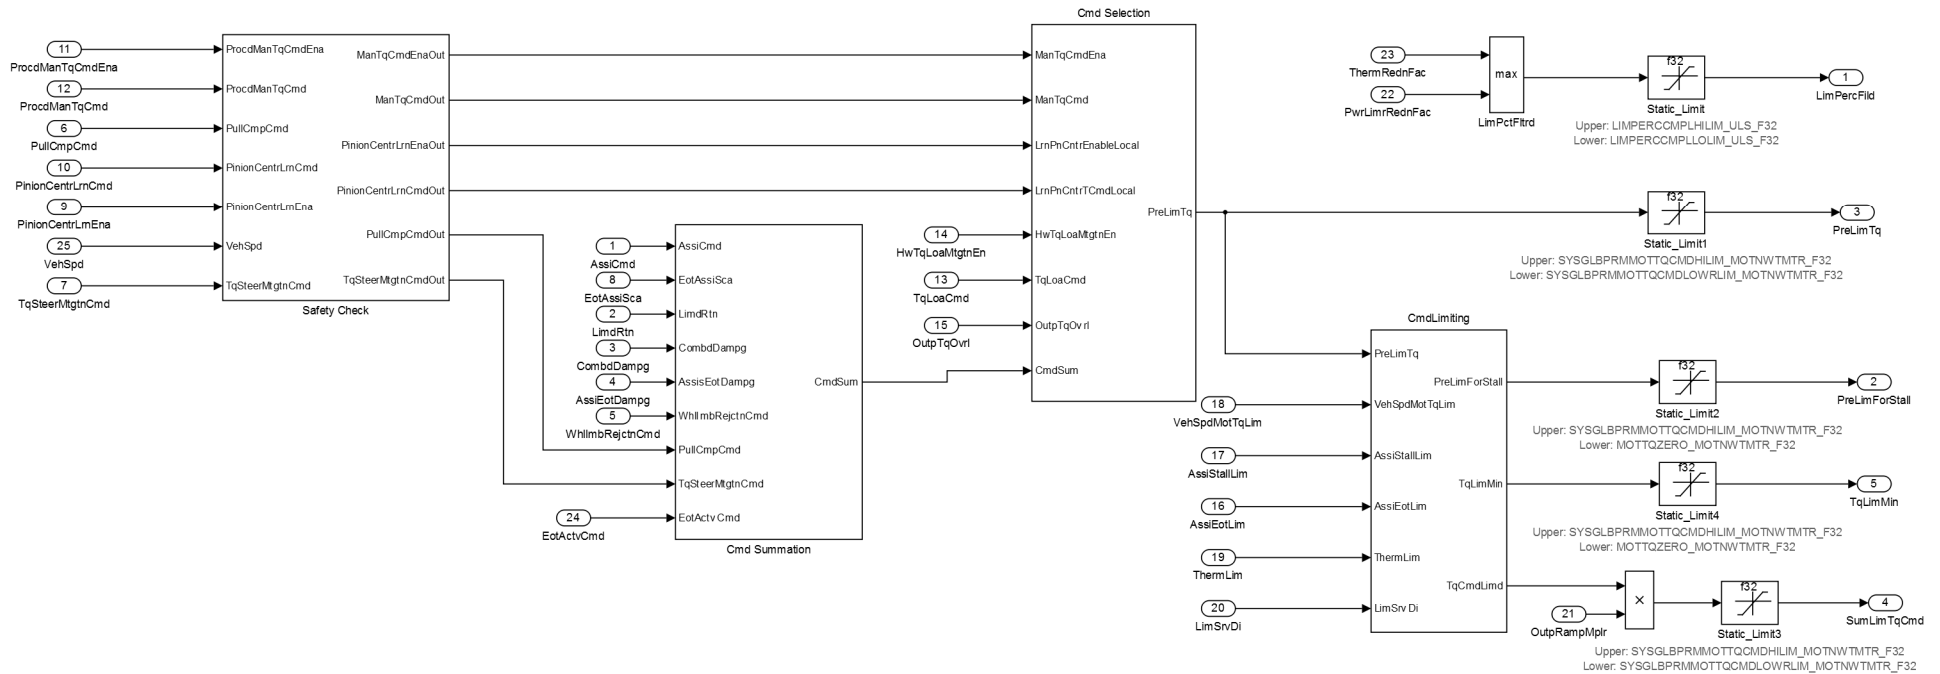 11
ProcdManTqCmdEna
12
ProcdManTqCmd
6
PullCmpCmd
10
PinionCentrLrnCmd
9
PinionCentrLrnEna
25
VehSpd
7
TqSteerMtgtnCmd
ProcdManTqCmdEna
ProcdManTqCmd
PullCmpCmd
PinionCentrLrnCmd
PinionCentrLrnEna
VehSpd
TqSteerMtgtnCmd
ManTqCmdEnaOut
ManTqCmdOut
PinionCentrLrnEnaOut
PinionCentrLrnCmdOut
PullCmpCmdOut
TqSteerMtgtnCmdOut
Safety Check
1
AssiCmd
8
EotAssiSca
2
LimdRtn
3
CombdDampg
4
AssiEotDampg
5
WhlImbRejctnCmd
24
EotActvCmd
AssiCmd
EotAssiSca
LimdRtn
CombdDampg
AssisEotDampg
WhlImbRejctnCmd
PullCmpCmd
TqSteerMtgtnCmd
EotActvCmd
CmdSum
Cmd Summation
Cmd Selection
14
HwTqLoaMtgtnEn
13
TqLoaCmd
15
OutpTqOvrl
ManTqCmdEna
ManTqCmd
LrnPnCntrEnableLocal
LrnPnCntrTCmdLocal
HwTqLoaMtgtnEn
TqLoaCmd
OutpTqOvrl
CmdSum
PreLimTq
23
ThermRednFac
22
PwrLimrRednFac
max
LimPctFltrd
f32
Static_Limit
Upper: LIMPERCCMPLHILIM_ULS_F32
Lower: LIMPERCCMPLLOLIM_ULS_F32
1
LimPercFild
f32
Static_Limit1
Upper: SYSGLBPRMMOTTQCMDHILIM_MOTNWTMTR_F32
Lower: SYSGLBPRMMOTTQCMDLOWRLIM_MOTNWTMTR_F32
3
PreLimTq
CmdLimiting
18
VehSpdMotTqLim
17
AssiStallLim
16
AssiEotLim
19
ThermLim
20
LimSrvDi
PreLimTq
VehSpdMotTqLim
AssiStallLim
AssiEotLim
ThermLim
LimSrvDi
PreLimForStall
TqLimMin
TqCmdLimd
f32
Static_Limit2
Upper: SYSGLBPRMMOTTQCMDHILIM_MOTNWTMTR_F32
Lower: MOTTQZERO_MOTNWTMTR_F32
2
PreLimForStall
f32
Static_Limit4
Upper: SYSGLBPRMMOTTQCMDHILIM_MOTNWTMTR_F32
Lower: MOTTQZERO_MOTNWTMTR_F32
5
TqLimMin
21
OutpRampMplr
×
f32
Static_Limit3
Upper: SYSGLBPRMMOTTQCMDHILIM_MOTNWTMTR_F32
Lower: SYSGLBPRMMOTTQCMDLOWRLIM_MOTNWTMTR_F32
4
SumLimTqCmd